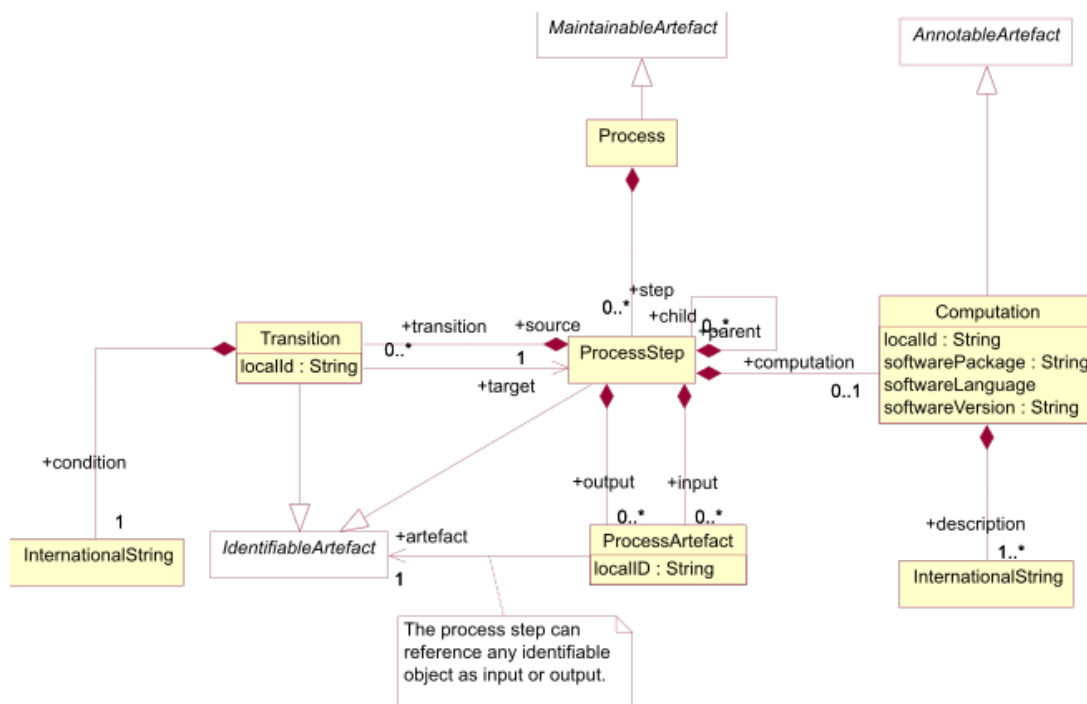 MaintainableArtefact
AnnotableArtefact
Process
+step
0..*
+child
0..*
+parent
+transition
0..*
+source
1
+target
Transition
localId : String
ProcessStep
+computation
0..1
Computation
localId : String
softwarePackage : String
softwareLanguage
softwareVersion : String
+condition
1
+output
0..*
+input
0..*
+description
1..*
InternationalString
IdentifiableArtefact
+artefact
1
ProcessArtefact
localID : String
InternationalString
The process step can
reference any identifiable
object as input or output.